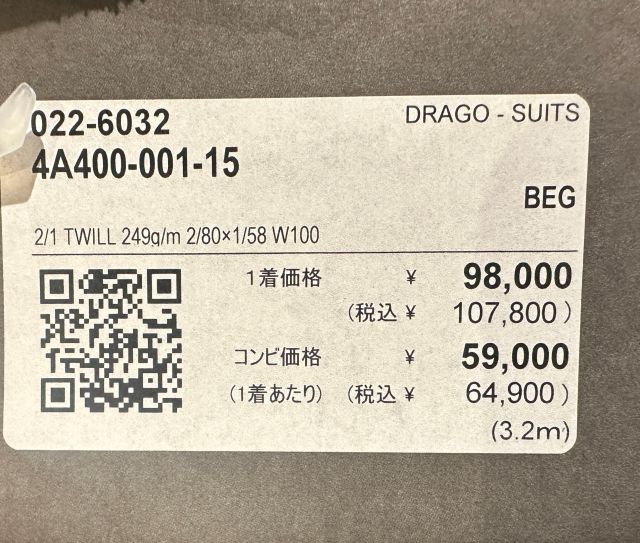 022-6032
DRAGO - SUITS
4A400-001-15
BEG
2/1 TWILL 249g/m 2/80×1/58 W100
1着価格 ¥ 98,000
(税込 ¥ 107,800)
コンビ価格 ¥ 59,000
(1着あたり) (税込 ¥ 64,900)
(3.2m)